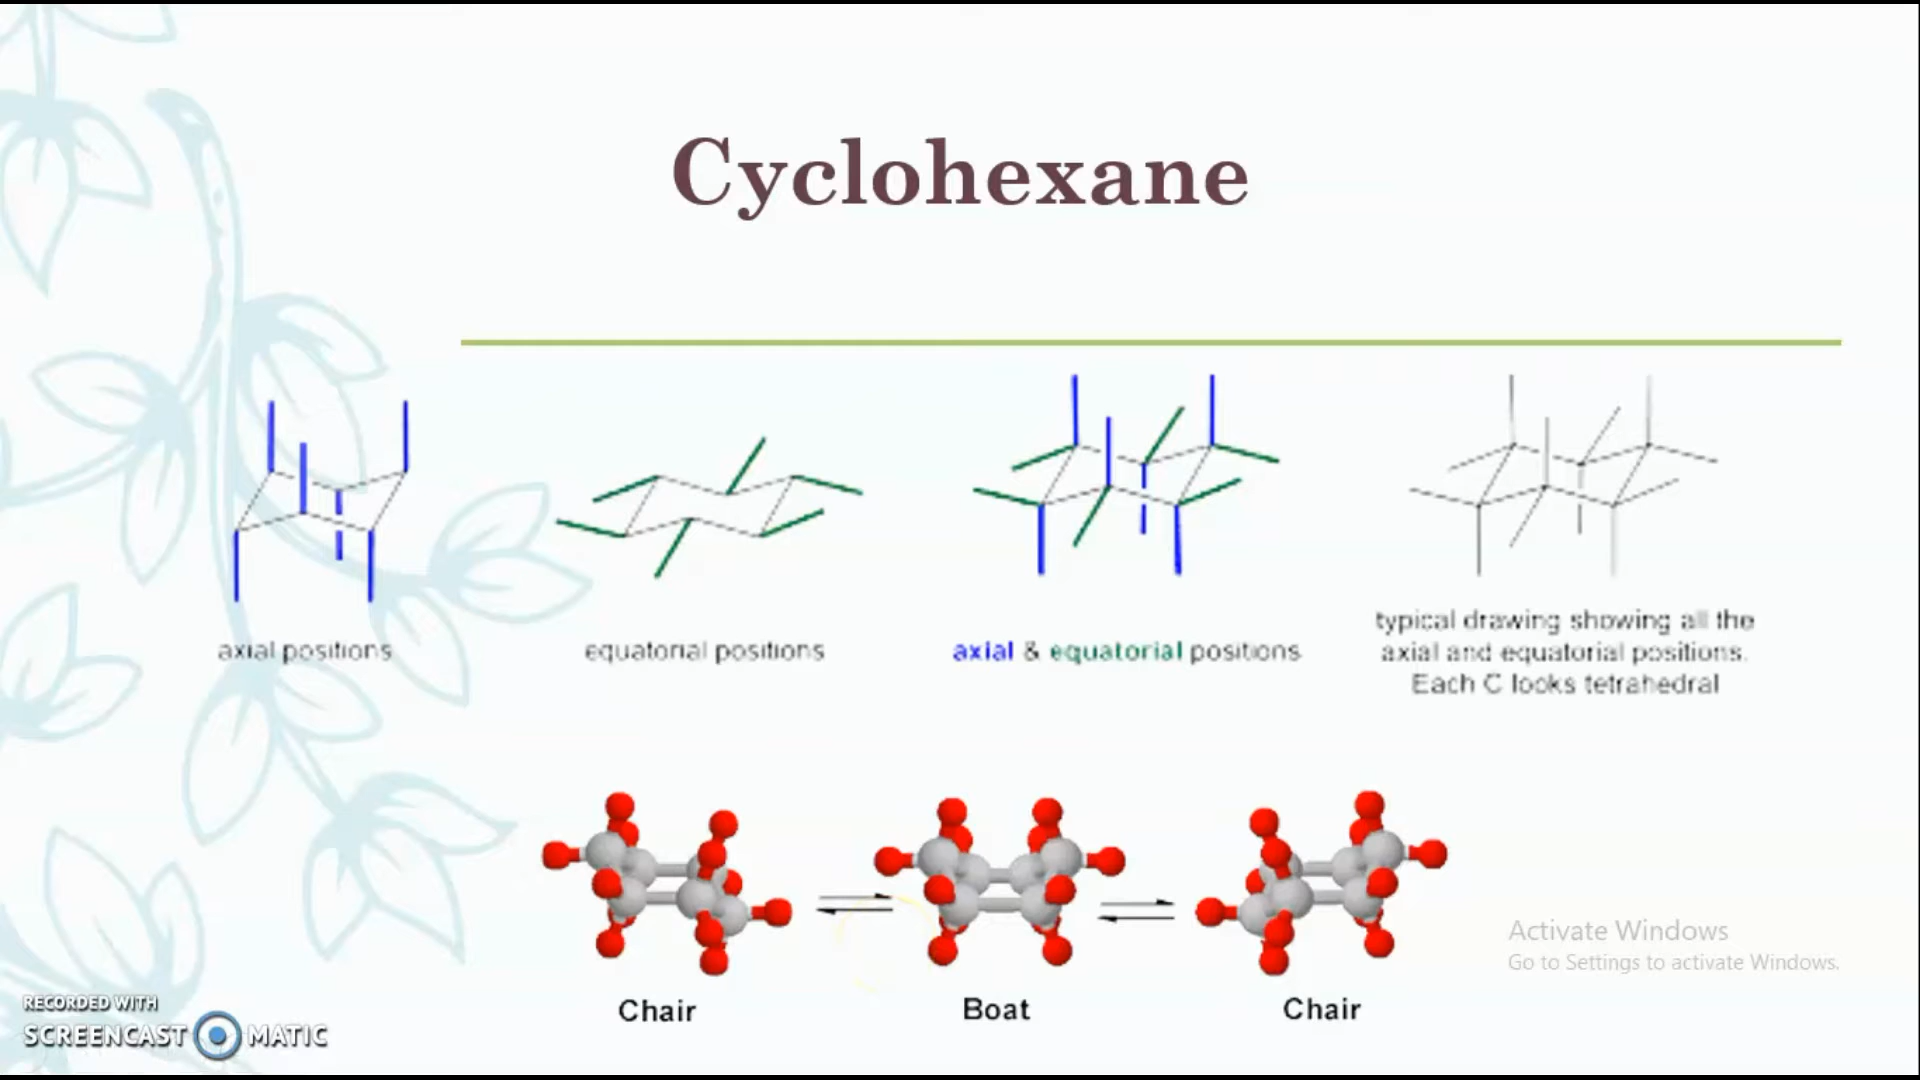 Cyclohexane
axial positions
equatorial positions
axial & equatorial positions
typical drawing showing all the
axial and equatorial positions.
Each C looks tetrahedral
Chair
Boat
Chair
Activate Windows
Go to Settings to activate Windows.
RECORDED WITH
SCREENCAST MATIC